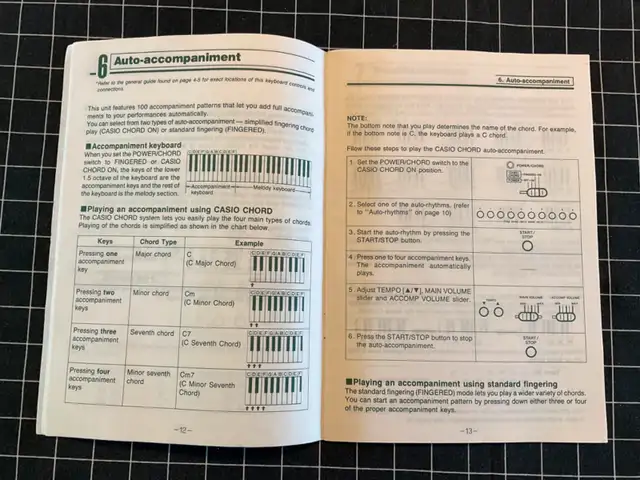 6 Auto-accompaniment
*Refer to the general guide found on page 4-5 for exact locations of this keyboard controls and
connections.
This unit features 100 accompaniment patterns that let you add full accompani-
ments to your performances automatically.
You can select from two types of auto-accompaniment — simplified fingering chord
play (CASIO CHORD ON) or standard fingering (FINGERED).
■Accompaniment keyboard
When you set the POWER/CHORD
switch to FINGERED or CASIO
CHORD ON, the keys of the lower
1.5 octave of the keyboard are the
accompaniment keys and the rest of
the keyboard is the melody section.
C D E F G A B C D E F
Accompaniment keyboard
Melody keyboard
■Playing an accompaniment using CASIO CHORD
The CASIO CHORD system lets you easily play the four main types of chords.
Playing of the chords is simplified as shown in the chart below.
Keys Chord Type Example
Pressing one accompaniment key
Major chord
C (C Major Chord)
C D E F G A B C D E F
Pressing two accompaniment keys
Minor chord
Cm (C Minor Chord)
C D E F G A B C D E F
Pressing three accompaniment keys
Seventh chord
C7 (C Seventh Chord)
C D E F G A B C D E F
Pressing four accompaniment keys
Minor seventh chord
Cm7 (C Minor Seventh Chord)
C D E F G A B C D E F
–12–
6. Auto-accompaniment
NOTE:
The bottom note that you play determines the name of the chord. For example,
if the bottom note is C, the keyboard plays a C chord.
Fllow these steps to play the CASIO CHORD auto-accompaniment.
1. Set the POWER/CHORD switch to the
CASIO CHORD ON position.
POWER/CHORD
2. Select one of the auto-rhythms. (refer
to "Auto-rhythms" on page 10)
3. Start the auto-rhythm by pressing the
START/STOP button.
START/
STOP
4. Press one to four accompaniment keys.
The accompaniment automatically
plays.
5. Adjust TEMPO [▲/▼], MAIN VOLUME
slider and ACCOMP VOLUME slider.
TEMPO
MAIN VOLUME
ACCOMP VOLUME
6. Press the START/STOP button to stop
the auto-accompaniment.
START/
STOP
■Playing an accompaniment using standard fingering
The standard fingering (FINGERED) mode lets you play a wider variety of chords.
You can start an accompaniment pattern by pressing down either three or four
of the proper accompaniment keys.
–13–